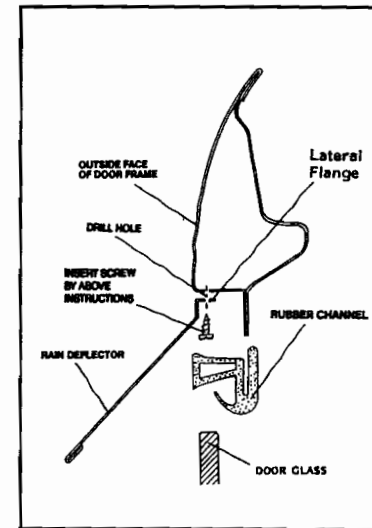 Lateral
Flange
OUTSIDE FACE
OF DOOR FRAME
DRILL HOLE
INSERT SCREW
BY ABOVE
INSTRUCTIONS
RUBBER CHANNEL
RAIN DEFLECTOR
DOOR GLASS